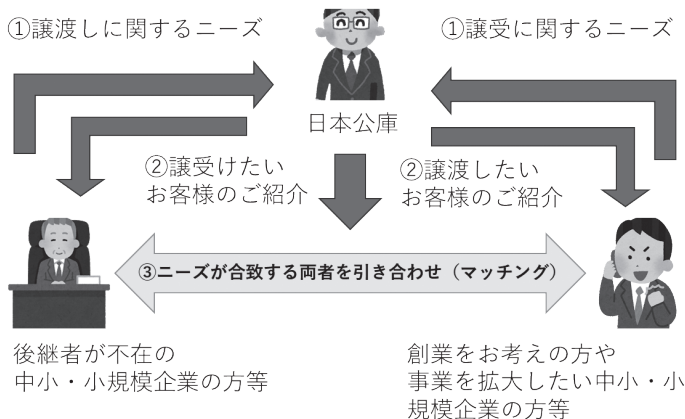 ①譲渡しに関するニーズ
①譲受に関するニーズ
日本公庫
②譲受けたい
お客様のご紹介
②譲渡したい
お客様のご紹介
③ニーズが合致する両者を引き合わせ（マッチング）
後継者が不在の
中小・小規模企業の方等
創業をお考えの方や
事業を拡大したい中小・小
規模企業の方等